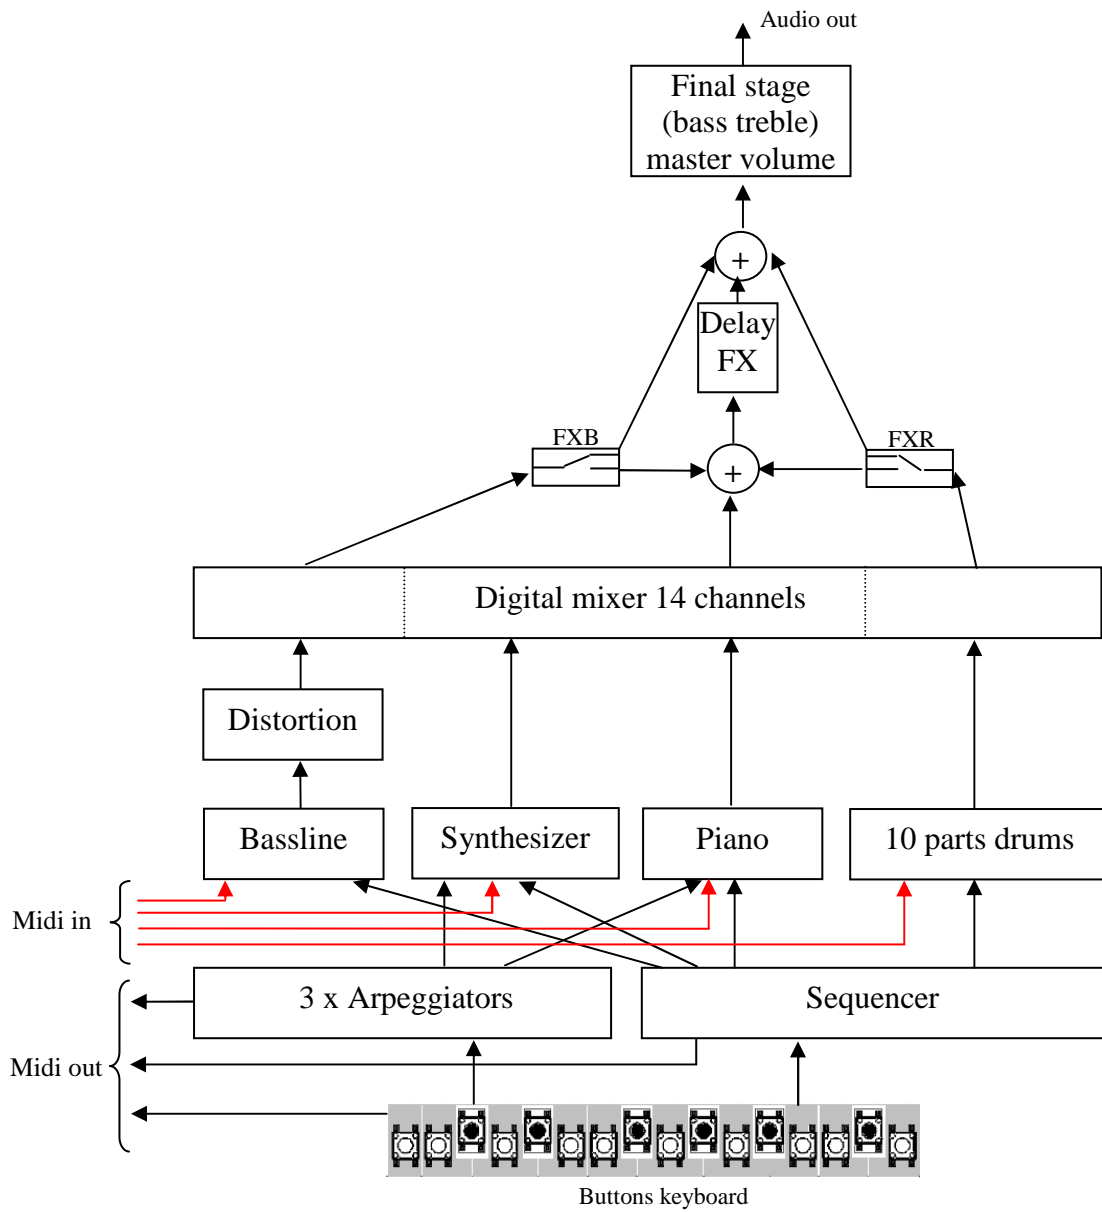 Audio out
Final stage
(bass treble)
master volume
+
Delay
FX
FXB
FXR
+
Digital mixer 14 channels
Distortion
Bassline
Synthesizer
Piano
10 parts drums
Midi in
3 x Arpeggiators
Sequencer
Midi out
Buttons keyboard